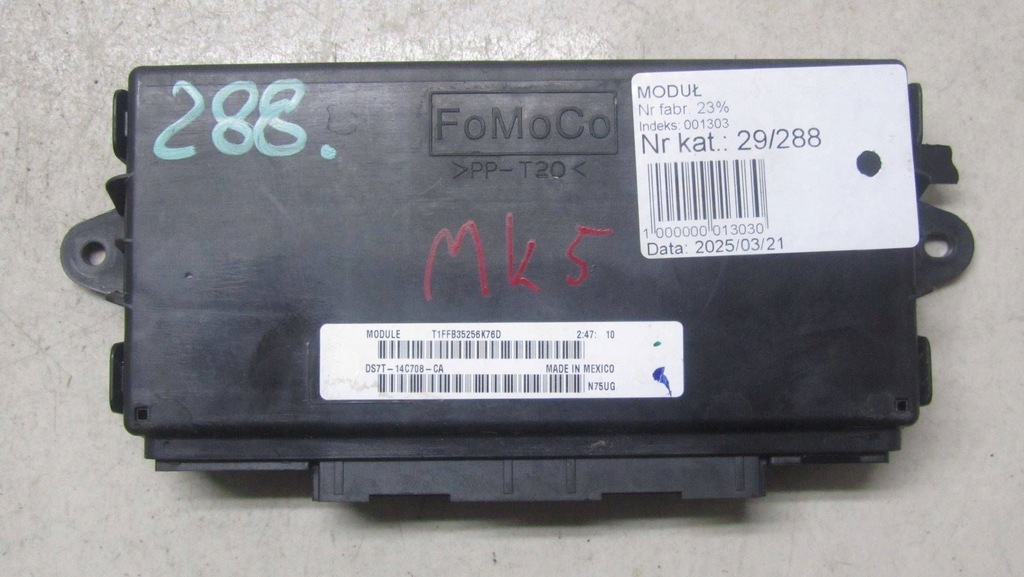 288.
FoMoCo
>PP-T20<
MODUŁ
Nr fabr. 23%
Indeks: 001303
Nr kat.: 29/288
1 000000 013030
Data: 2025/03/21
Mk5
MODULE T1FFB35256K76D 2:47: 10
DS7T-14C708-CA MADE IN MEXICO
N75UG